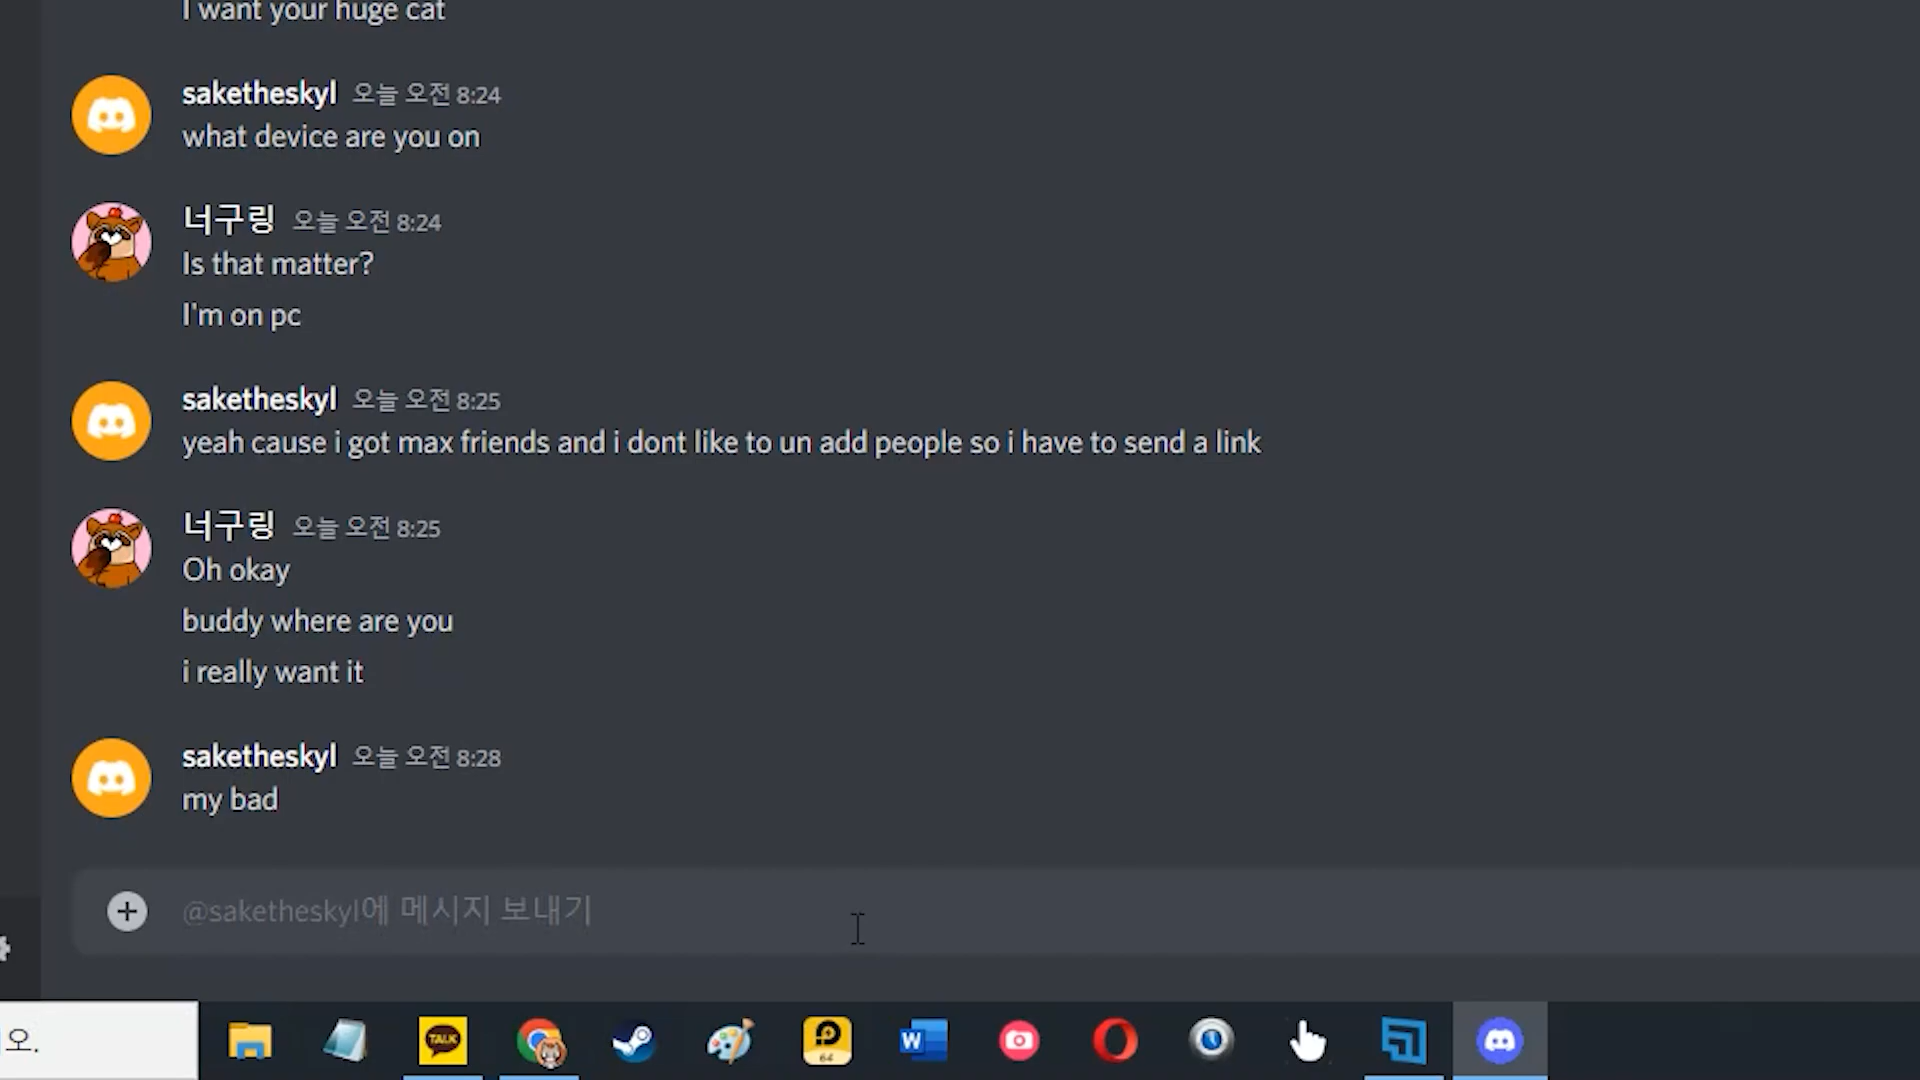 I want your huge cat
saketheskyl 오늘 오전 8:24
what device are you on
너구링 오늘 오전 8:24
Is that matter?
I'm on pc
saketheskyl 오늘 오전 8:25
yeah cause i got max friends and i dont like to un add people so i have to send a link
너구링 오늘 오전 8:25
Oh okay
buddy where are you
i really want it
saketheskyl 오늘 오전 8:28
my bad
@saketheskyl에 메시지 보내기
오.
TALK
64
W